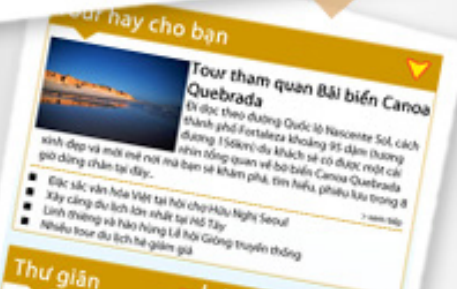 Tour hay cho bạn
Tour tham quan Bãi biển Canoa
Quebrada
Đi dọc theo đường Quốc lộ Nascente Sol, cách
thành phố Fortaleza khoảng 95 dặm (tương
đương 156km) du khách sẽ có được một cái
nhìn tổng quan về bờ biển Canoa Quebrada
xinh đẹp và mới mẻ nơi mà bạn sẽ khám phá, tìm hiểu, phiêu lưu trong 8
giờ dừng chân tại đây..
> xem tiếp
Đặc sắc văn hóa Việt tại hội chợ Hữu Nghị Seoul
Xây cảng du lịch lớn nhất tại Hồ Tây
Linh thiêng và hào hùng Lễ hội Gióng truyền thống
Nhiều tour du lịch hè giảm giá
Thư giãn